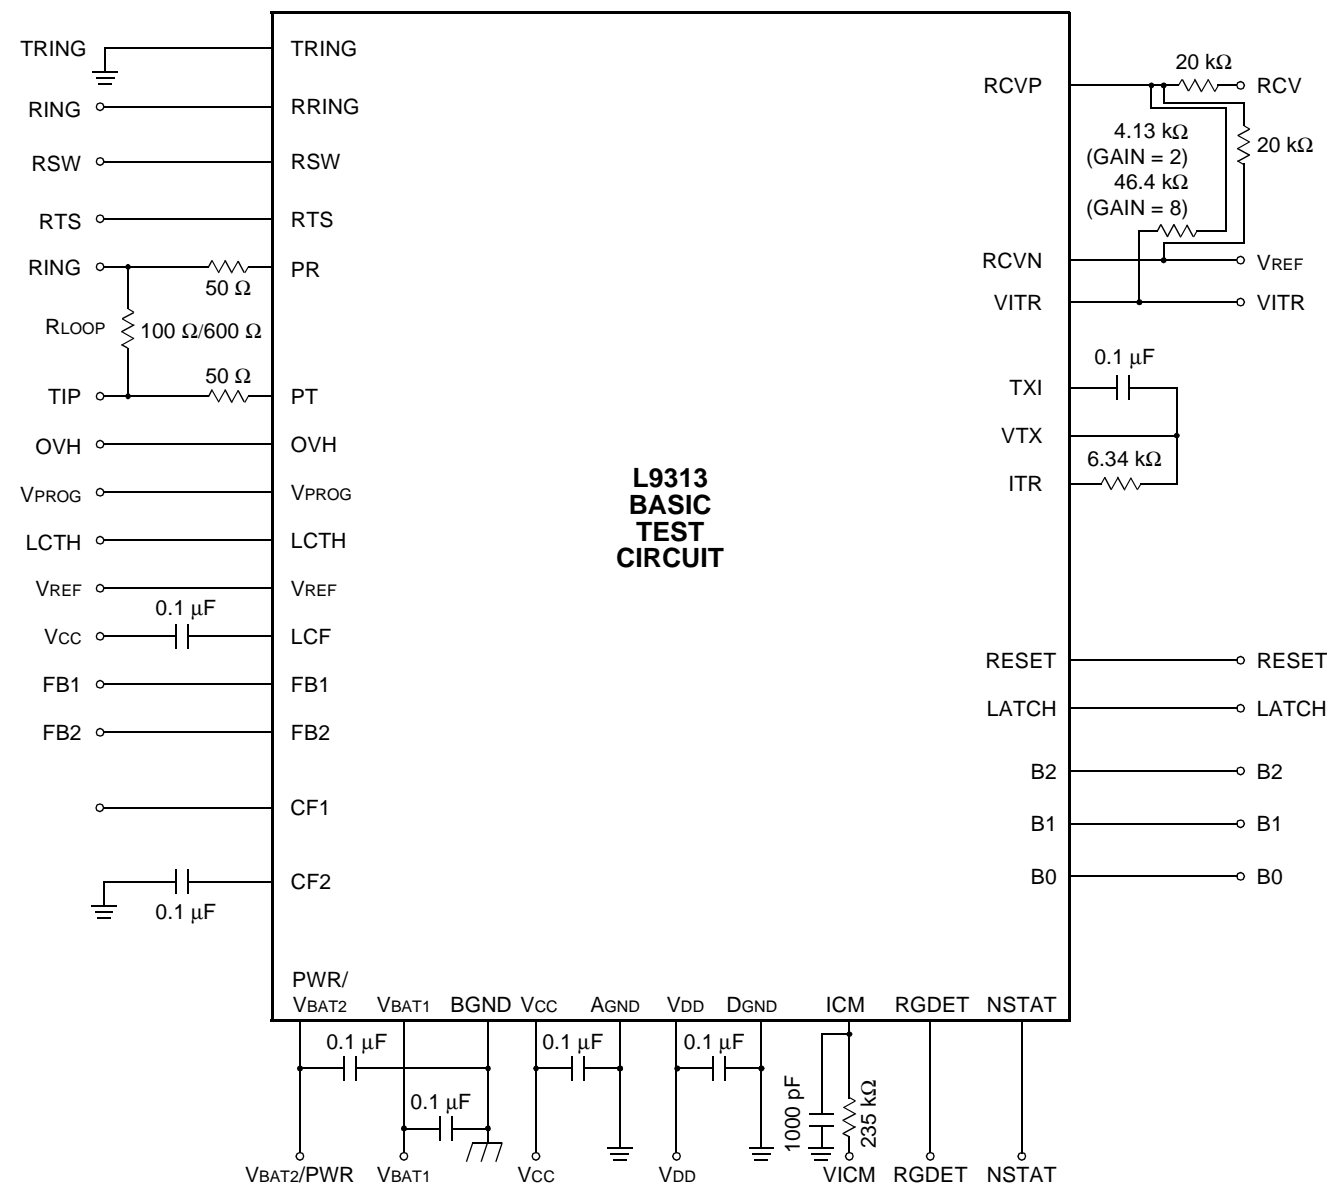 TRING
TRING
RING
RRING
RSW
RSW
RTS
RTS
RING
PR
50 Ω
RLOOP
100 Ω/600 Ω
50 Ω
TIP
PT
OVH
OVH
VPROG
VPROG
LCTH
LCTH
VREF
VREF
0.1 μF
VCC
LCF
FB1
FB1
FB2
FB2
CF1
CF2
0.1 μF
L9313
BASIC
TEST
CIRCUIT
20 kΩ
RCVP
RCV
4.13 kΩ
(GAIN = 2)
46.4 kΩ
(GAIN = 8)
20 kΩ
RCVN
VREF
VITR
VITR
0.1 μF
TXI
VTX
6.34 kΩ
ITR
RESET
RESET
LATCH
LATCH
B2
B2
B1
B1
B0
B0
PWR/
VBAT2
VBAT1
BGND
VCC
AGND
VDD
DGND
ICM
RGDET
NSTAT
0.1 μF
0.1 μF
0.1 μF
0.1 μF
1000 pF
235 kΩ
VBAT2/PWR
VBAT1
VCC
VDD
VICM
RGDET
NSTAT